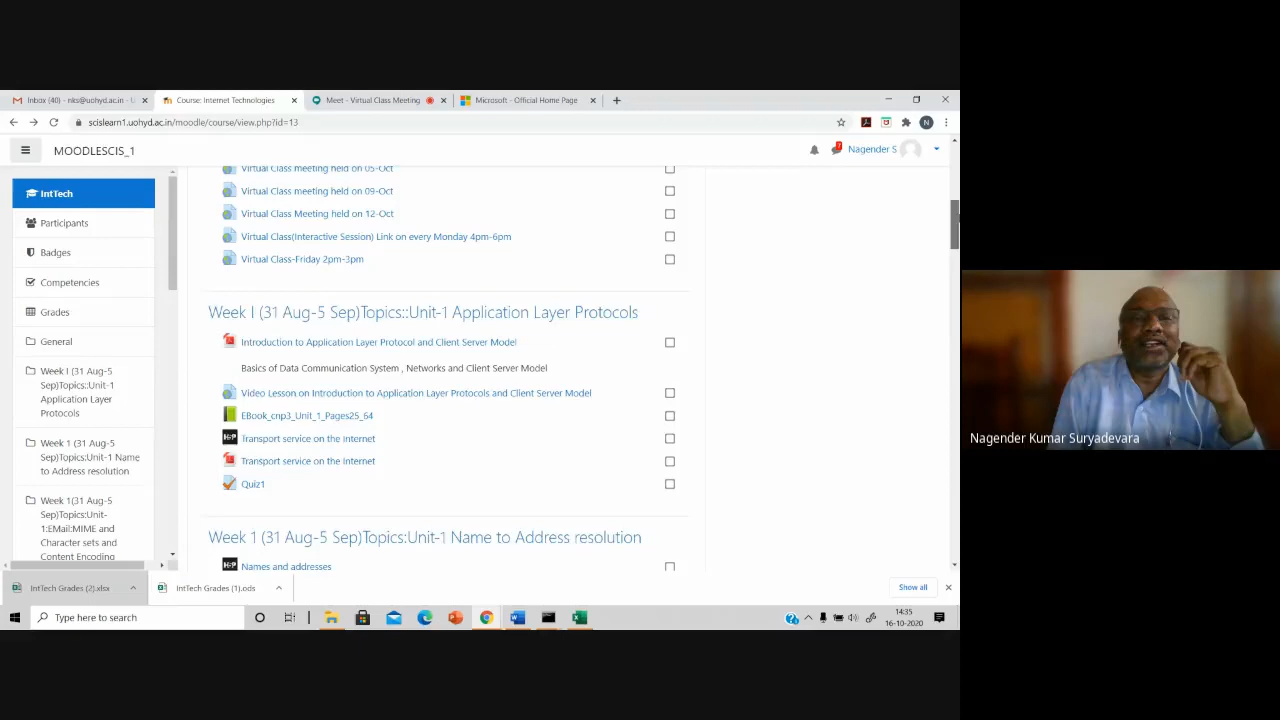 Inbox (40) - nks@uohyd.ac.in - U
Course: Internet Technologies
Meet - Virtual Class Meeting
Microsoft - Official Home Page
scislearn1.uohyd.ac.in/moodle/course/view.php?id=13
N
MOODLESCIS_1
Nagender S
IntTech
Participants
Badges
Competencies
Grades
General
Week I (31 Aug-5
Sep)Topics::Unit-1
Application Layer
Protocols
Week 1 (31 Aug-5
Sep)Topics:Unit-1 Name
to Address resolution
Week 1(31 Aug-5
Sep)Topics:Unit-
1:EMail:MIME and
Character sets and
Content Encoding
Virtual Class meeting held on 05-Oct
Virtual Class meeting held on 09-Oct
Virtual Class Meeting held on 12-Oct
Virtual Class(Interactive Session) Link on every Monday 4pm-6pm
Virtual Class-Friday 2pm-3pm
Week I (31 Aug-5 Sep)Topics::Unit-1 Application Layer Protocols
Introduction to Application Layer Protocol and Client Server Model
Basics of Data Communication System , Networks and Client Server Model
Video Lesson on Introduction to Application Layer Protocols and Client Server Model
EBook_cnp3_Unit_1_Pages25_64
H5P Transport service on the Internet
Transport service on the Internet
Quiz1
Week 1 (31 Aug-5 Sep)Topics:Unit-1 Name to Address resolution
H5P Names and addresses
IntTech Grades (2).xlsx
IntTech Grades (1).ods
Show all
Type here to search
14:35
16-10-2020
Nagender Kumar Suryadevara